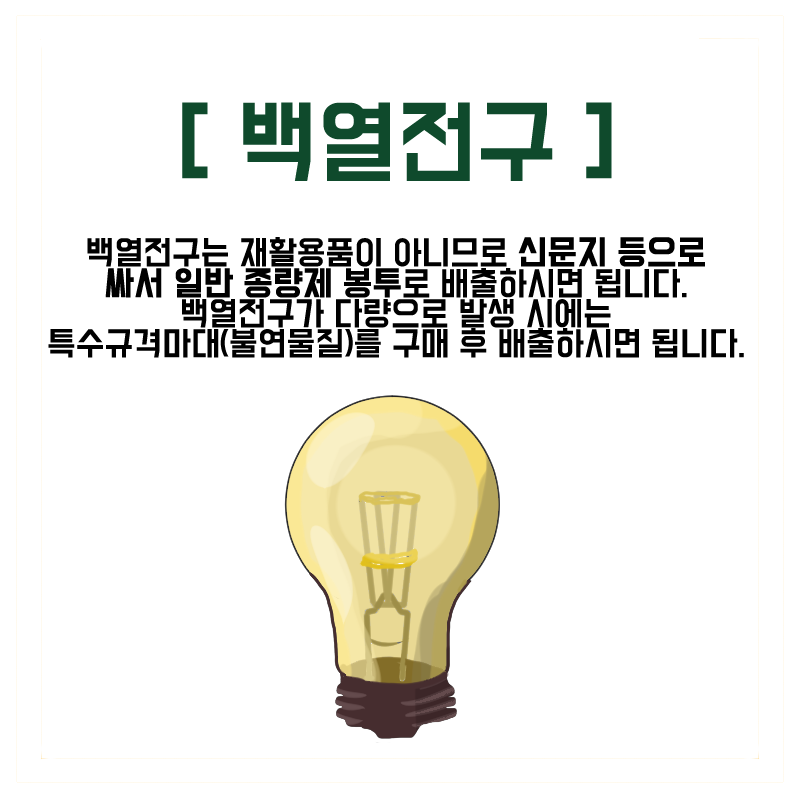 [ 백열전구 ]
백열전구는 재활용품이 아니므로 신문지 등으로
싸서 일반 종량제 봉투로 배출하시면 됩니다.
백열전구가 다량으로 발생 시에는
특수규격마대(불연물질)를 구매 후 배출하시면 됩니다.